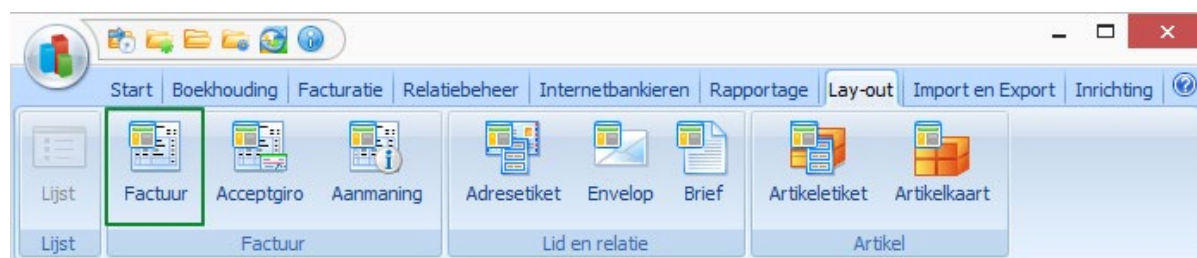 Start Boekhouding Facturatie Relatiebeheer Internetbankieren Rapportage Lay-out Import en Export Inrichting
Lijst Factuur Acceptgiro Aanmaning Adresetiket Envelop Brief Artikeletiket Artikelkaart
Lijst Factuur Lid en relatie Artikel